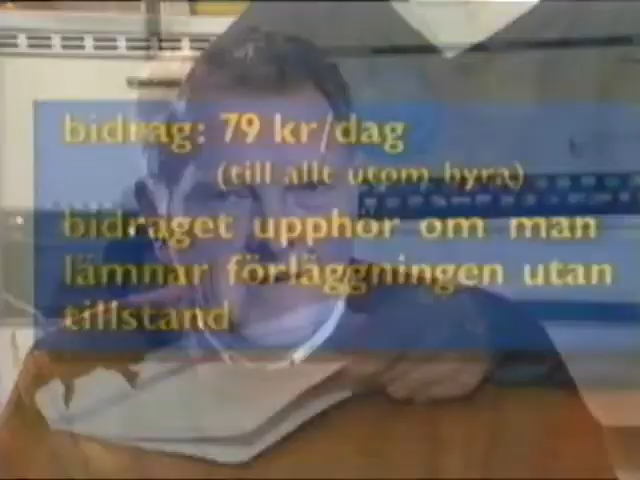 bidrag: 79 kr/dag
(till allt utom hyra)
bidraget upphör om man
lämnar förläggningen utan
tillstånd